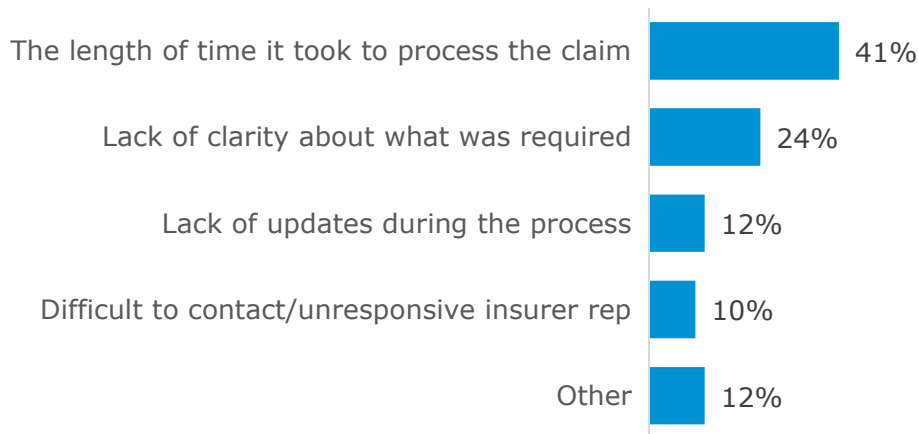 The length of time it took to process the claim 41%
Lack of clarity about what was required 24%
Lack of updates during the process 12%
Difficult to contact/unresponsive insurer rep 10%
Other 12%